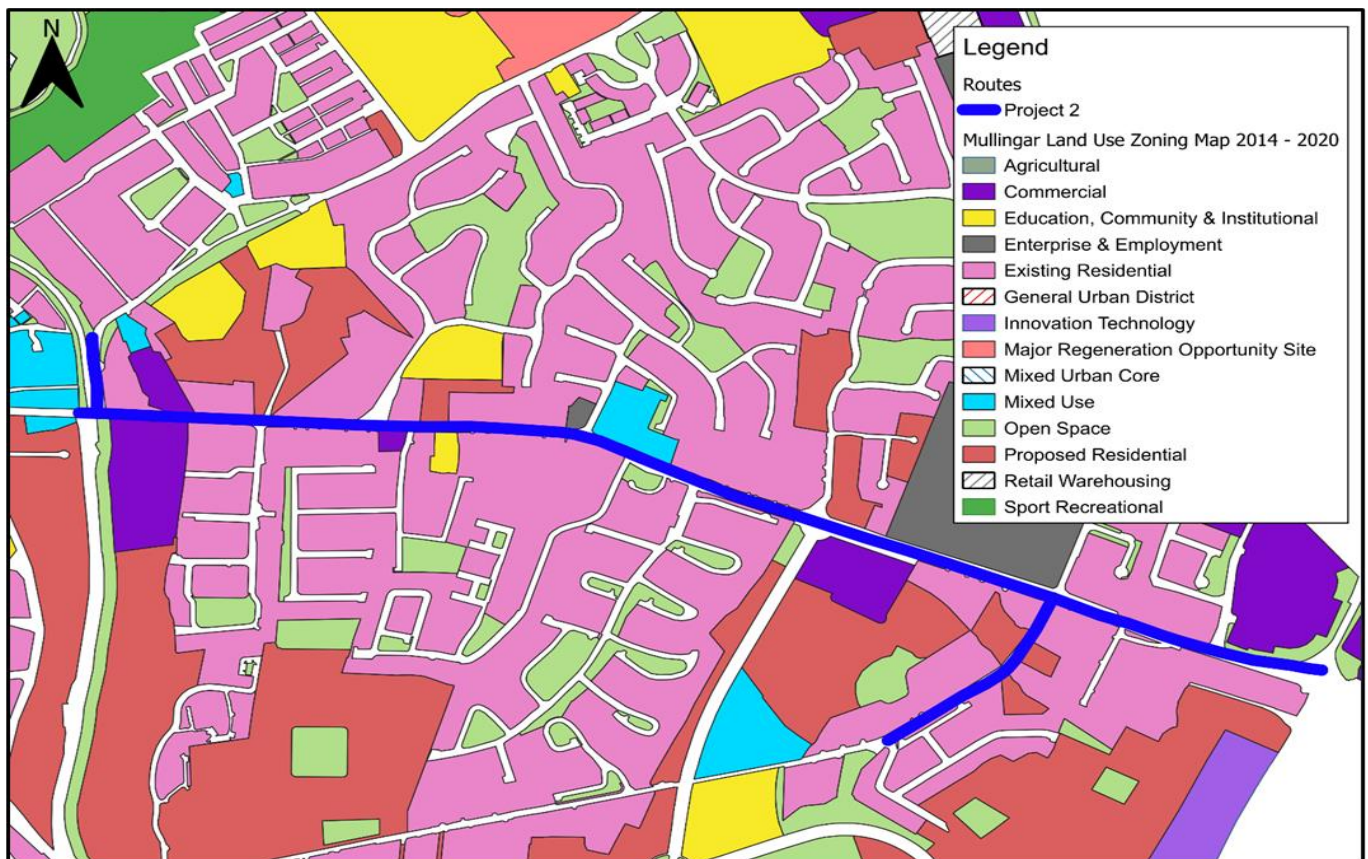 N
Legend
Routes
Project 2
Mullingar Land Use Zoning Map 2014 - 2020
Agricultural
Commercial
Education, Community & Institutional
Enterprise & Employment
Existing Residential
General Urban District
Innovation Technology
Major Regeneration Opportunity Site
Mixed Urban Core
Mixed Use
Open Space
Proposed Residential
Retail Warehousing
Sport Recreational